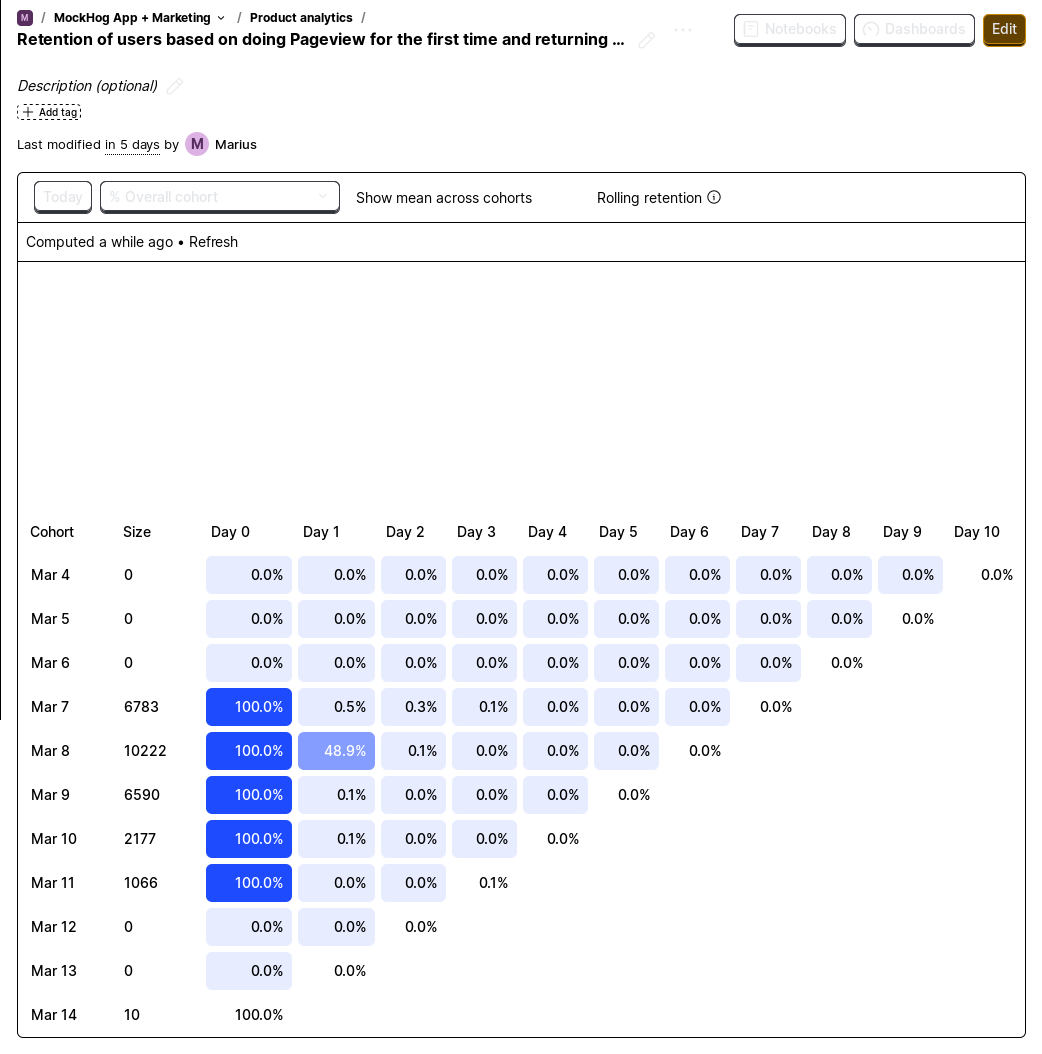 M / MockHog App + Marketing / Product analytics /
Retention of users based on doing Pageview for the first time and returning ...
Notebooks
Dashboards
Edit
Description (optional)
Add tag
Last modified in 5 days by M Marius
Today
% Overall cohort
Show mean across cohorts
Rolling retention
Computed a while ago • Refresh
Cohort Size Day 0 Day 1 Day 2 Day 3 Day 4 Day 5 Day 6 Day 7 Day 8 Day 9 Day 10
Mar 4 0 0.0% 0.0% 0.0% 0.0% 0.0% 0.0% 0.0% 0.0% 0.0% 0.0% 0.0%
Mar 5 0 0.0% 0.0% 0.0% 0.0% 0.0% 0.0% 0.0% 0.0% 0.0% 0.0%
Mar 6 0 0.0% 0.0% 0.0% 0.0% 0.0% 0.0% 0.0% 0.0% 0.0%
Mar 7 6783 100.0% 0.5% 0.3% 0.1% 0.0% 0.0% 0.0% 0.0%
Mar 8 10222 100.0% 48.9% 0.1% 0.0% 0.0% 0.0% 0.0%
Mar 9 6590 100.0% 0.1% 0.0% 0.0% 0.0% 0.0%
Mar 10 2177 100.0% 0.1% 0.0% 0.0% 0.0%
Mar 11 1066 100.0% 0.0% 0.0% 0.1%
Mar 12 0 0.0% 0.0% 0.0%
Mar 13 0 0.0% 0.0%
Mar 14 10 100.0%